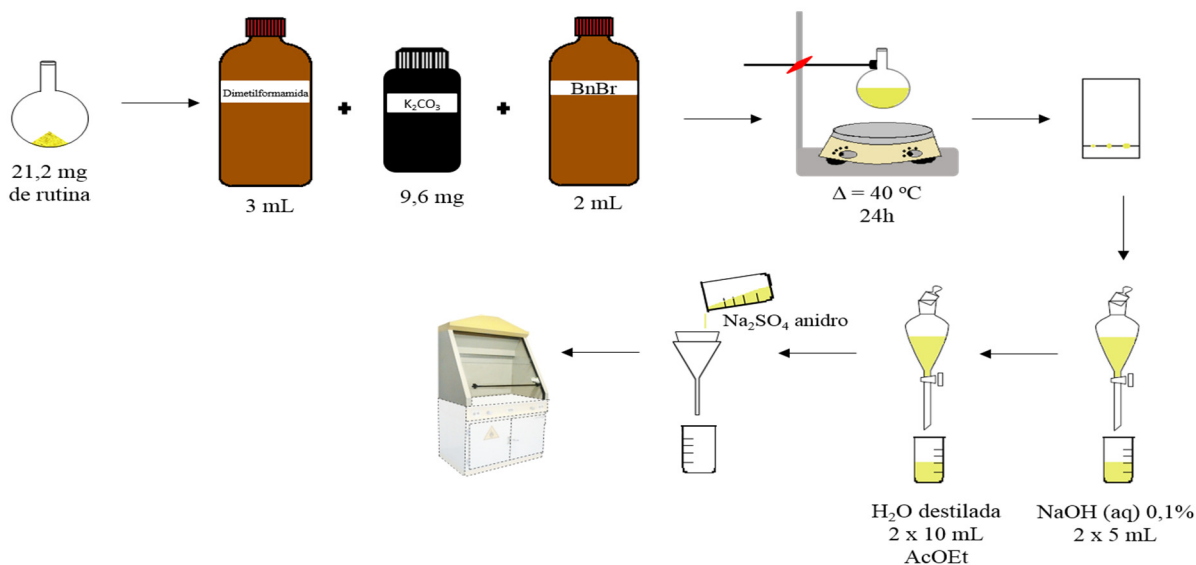 21,2 mg
de rutina
Dimetilformamida
3 mL
K₂CO₃
9,6 mg
BnBr
2 mL
Δ = 40 ºC
24h
NaOH (aq) 0,1%
2 x 5 mL
H₂O destilada
2 x 10 mL
AcOEt
Na₂SO₄ anidro